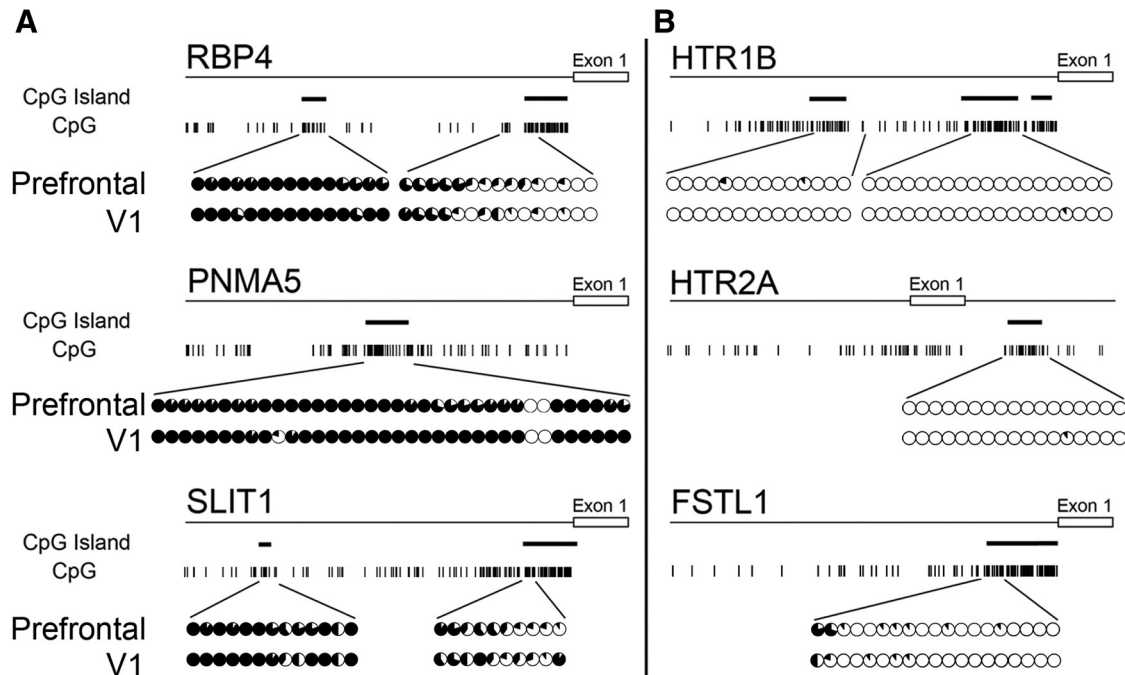 A
RBP4
Exon 1
CpG Island
CpG
Prefrontal
V1
PNMA5
Exon 1
CpG Island
CpG
Prefrontal
V1
SLIT1
Exon 1
CpG Island
CpG
Prefrontal
V1
B
HTR1B
Exon 1
HTR2A
Exon 1
FSTL1
Exon 1